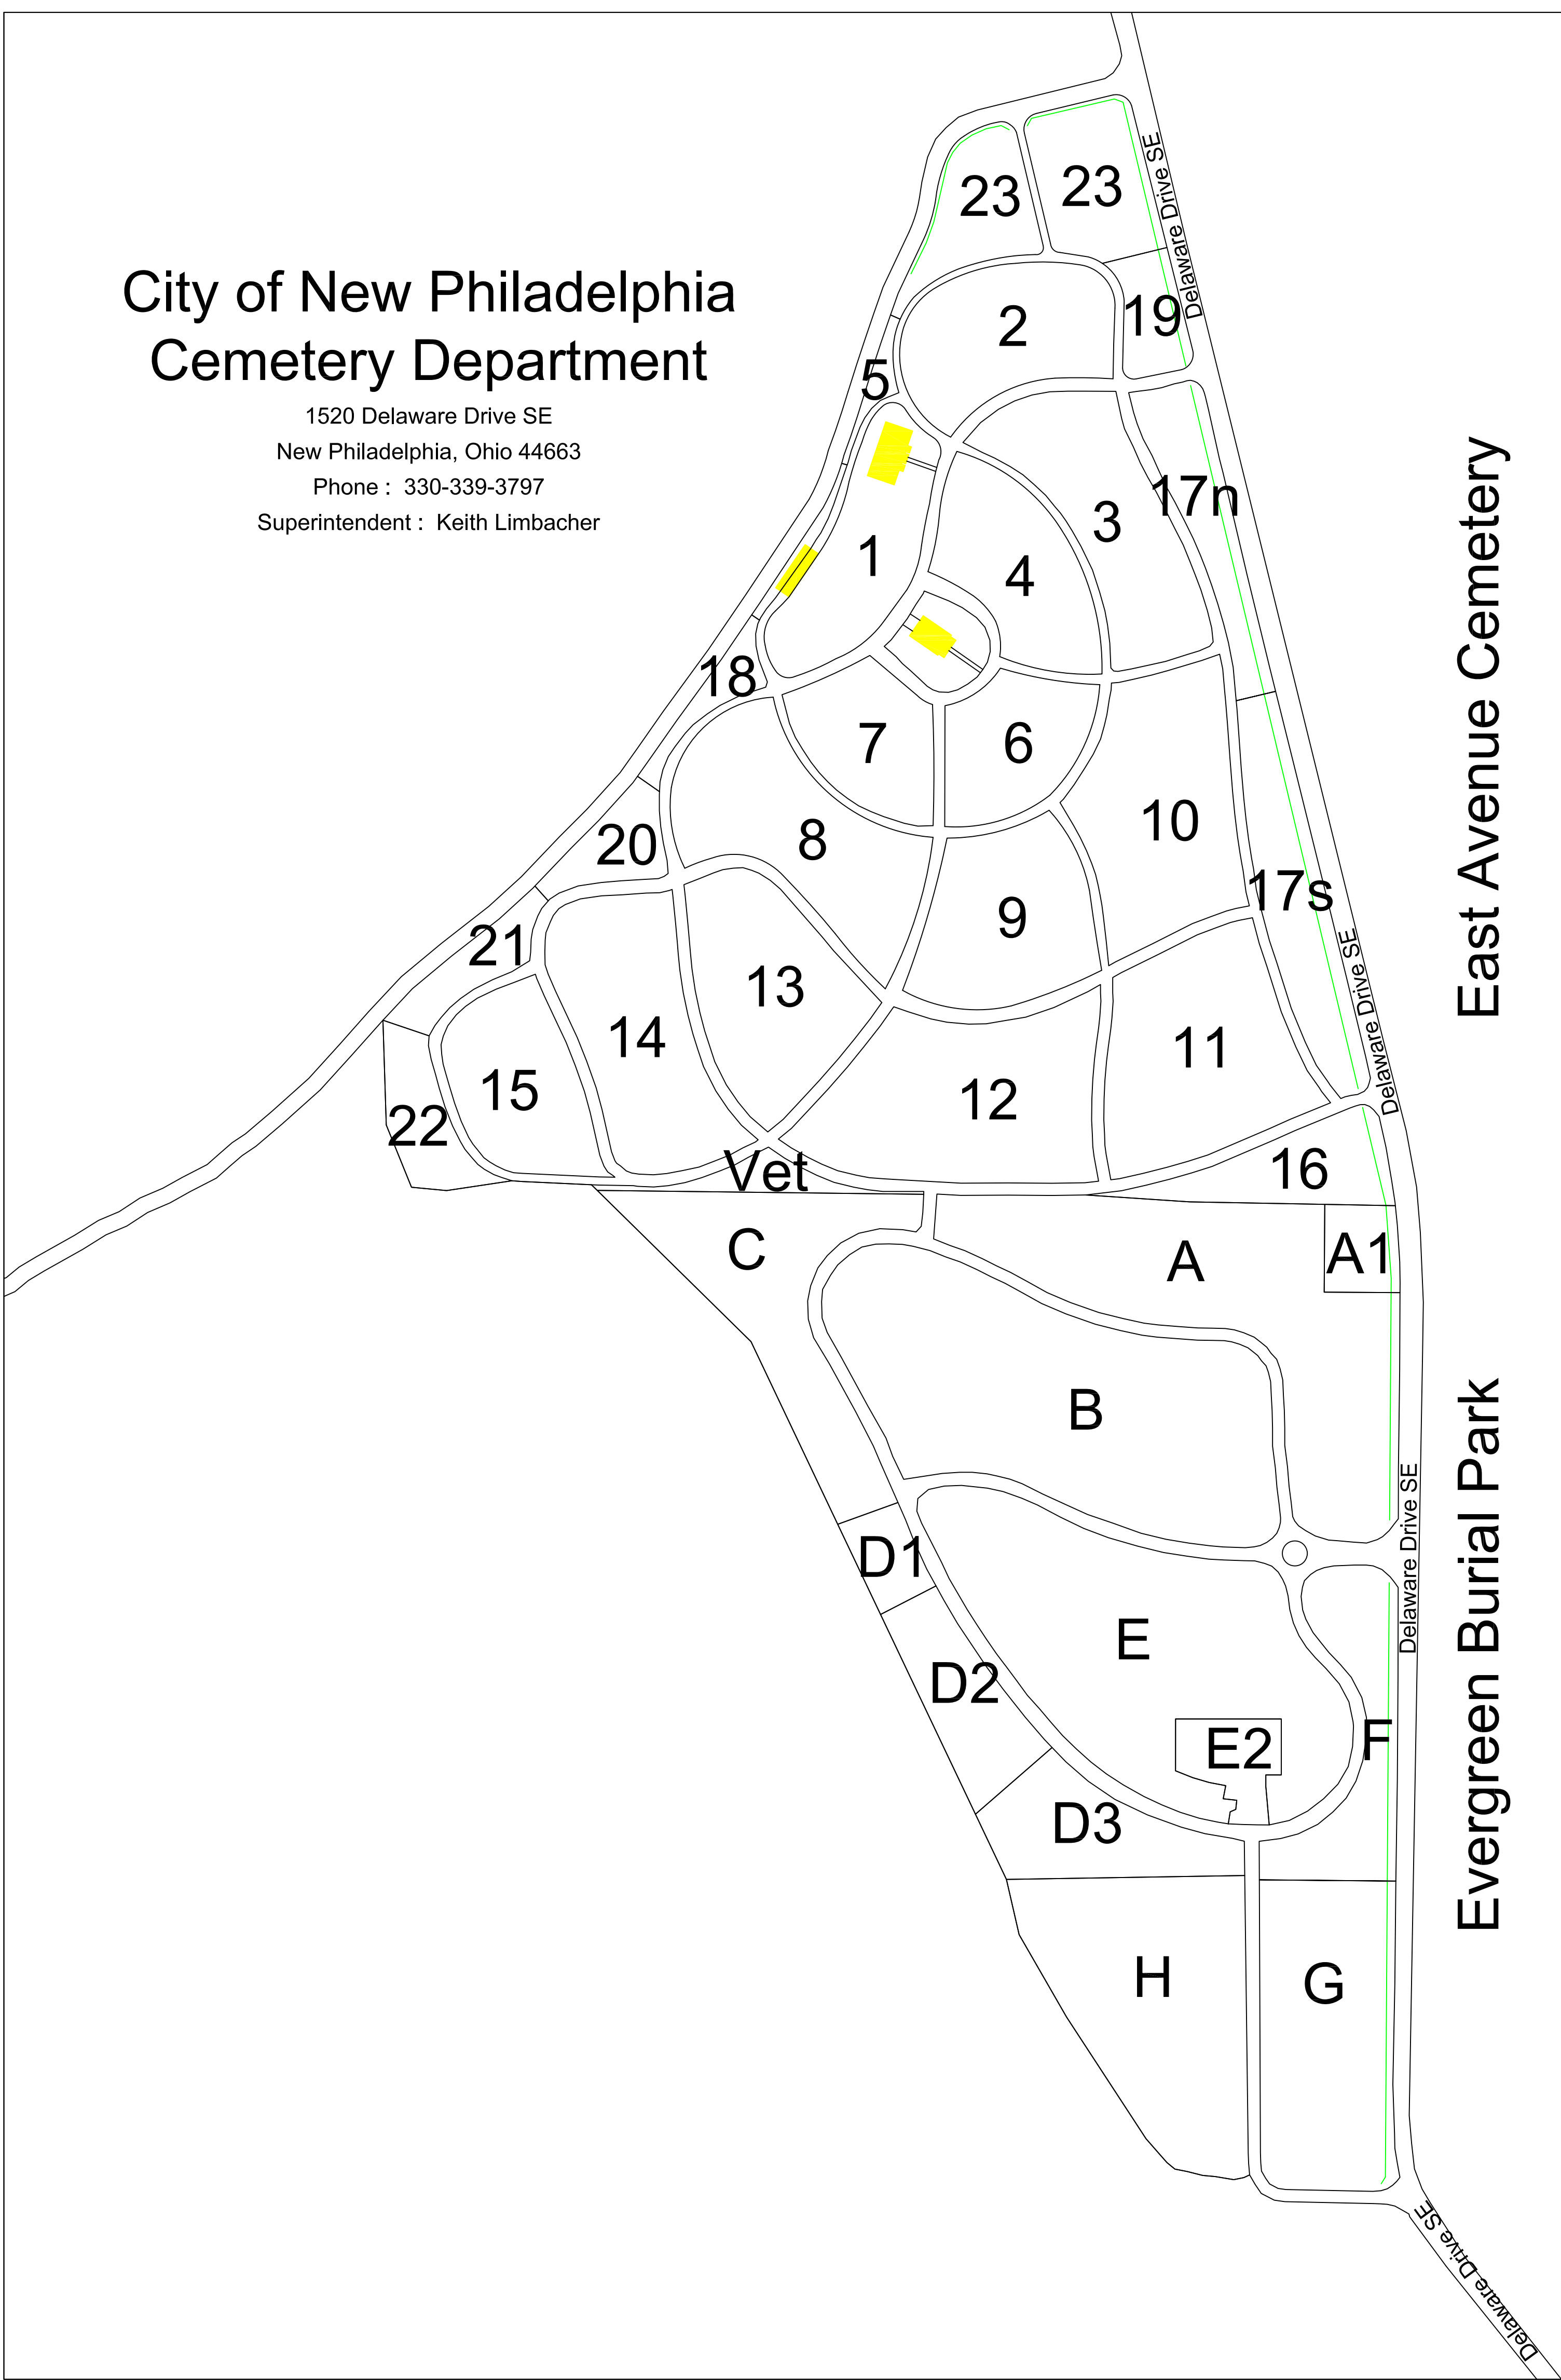 City of New Philadelphia
Cemetery Department
1520 Delaware Drive SE
New Philadelphia, Ohio 44663
Phone : 330-339-3797
Superintendent : Keith Limbacher
23
23
Delaware Drive SE
2
19
5
17n
3
1
4
East Avenue Cemetery
18
7
6
10
8
20
17s
9
21
13
14
11
Delaware Drive SE
15
12
22
Vet
16
C
A
A1
B
Evergreen Burial Park
Delaware Drive SE
D1
E
D2
E2
F
D3
H
G
Delaware Drive SE
Delaware Drive SE